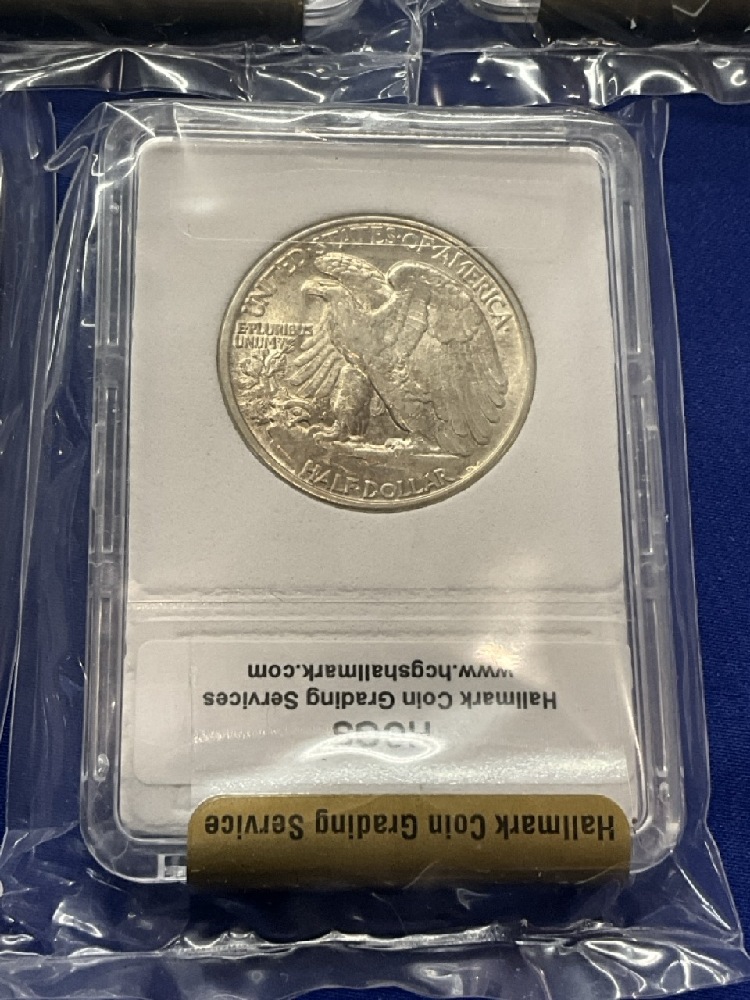 UNITED·STATES·OF·AMERICA·
E·PLURIBUS
UNUM
HALF·DOLLAR
Hallmark Coin Grading Service
HCGS
Hallmark Coin Grading Services
www.hcgshallmark.com